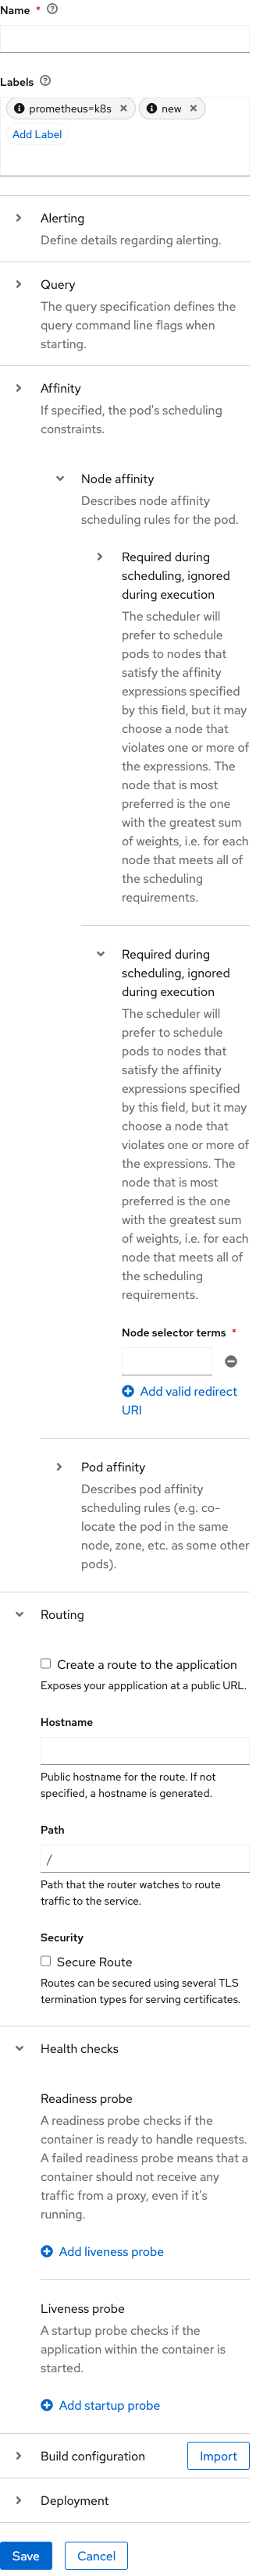 Name *
Labels
prometheus=k8s
new
Add Label
Alerting
Define details regarding alerting.
Query
The query specification defines the
query command line flags when
starting.
Affinity
If specified, the pod's scheduling
constraints.
Node affinity
Describes node affinity
scheduling rules for the pod.
Required during
scheduling, ignored
during execution
The scheduler will
prefer to schedule
pods to nodes that
satisfy the affinity
expressions specified
by this field, but it may
choose a node that
violates one or more of
the expressions. The
node that is most
preferred is the one
with the greatest sum
of weights, i.e. for each
node that meets all of
the scheduling
requirements.
Required during
scheduling, ignored
during execution
The scheduler will
prefer to schedule
pods to nodes that
satisfy the affinity
expressions specified
by this field, but it may
choose a node that
violates one or more of
the expressions. The
node that is most
preferred is the one
with the greatest sum
of weights, i.e. for each
node that meets all of
the scheduling
requirements.
Node selector terms *
Add valid redirect
URI
Pod affinity
Describes pod affinity
scheduling rules (e.g. co-
locate the pod in the same
node, zone, etc. as some other
pods).
Routing
Create a route to the application
Exposes your appplication at a public URL.
Hostname
Public hostname for the route. If not
specified, a hostname is generated.
Path
/
Path that the router watches to route
traffic to the service.
Security
Secure Route
Routes can be secured using several TLS
termination types for serving certificates.
Health checks
Readiness probe
A readiness probe checks if the
container is ready to handle requests.
A failed readiness probe means that a
container should not receive any
traffic from a proxy, even if it's
running.
Add liveness probe
Liveness probe
A startup probe checks if the
application within the container is
started.
Add startup probe
Build configuration
Import
Deployment
Save
Cancel